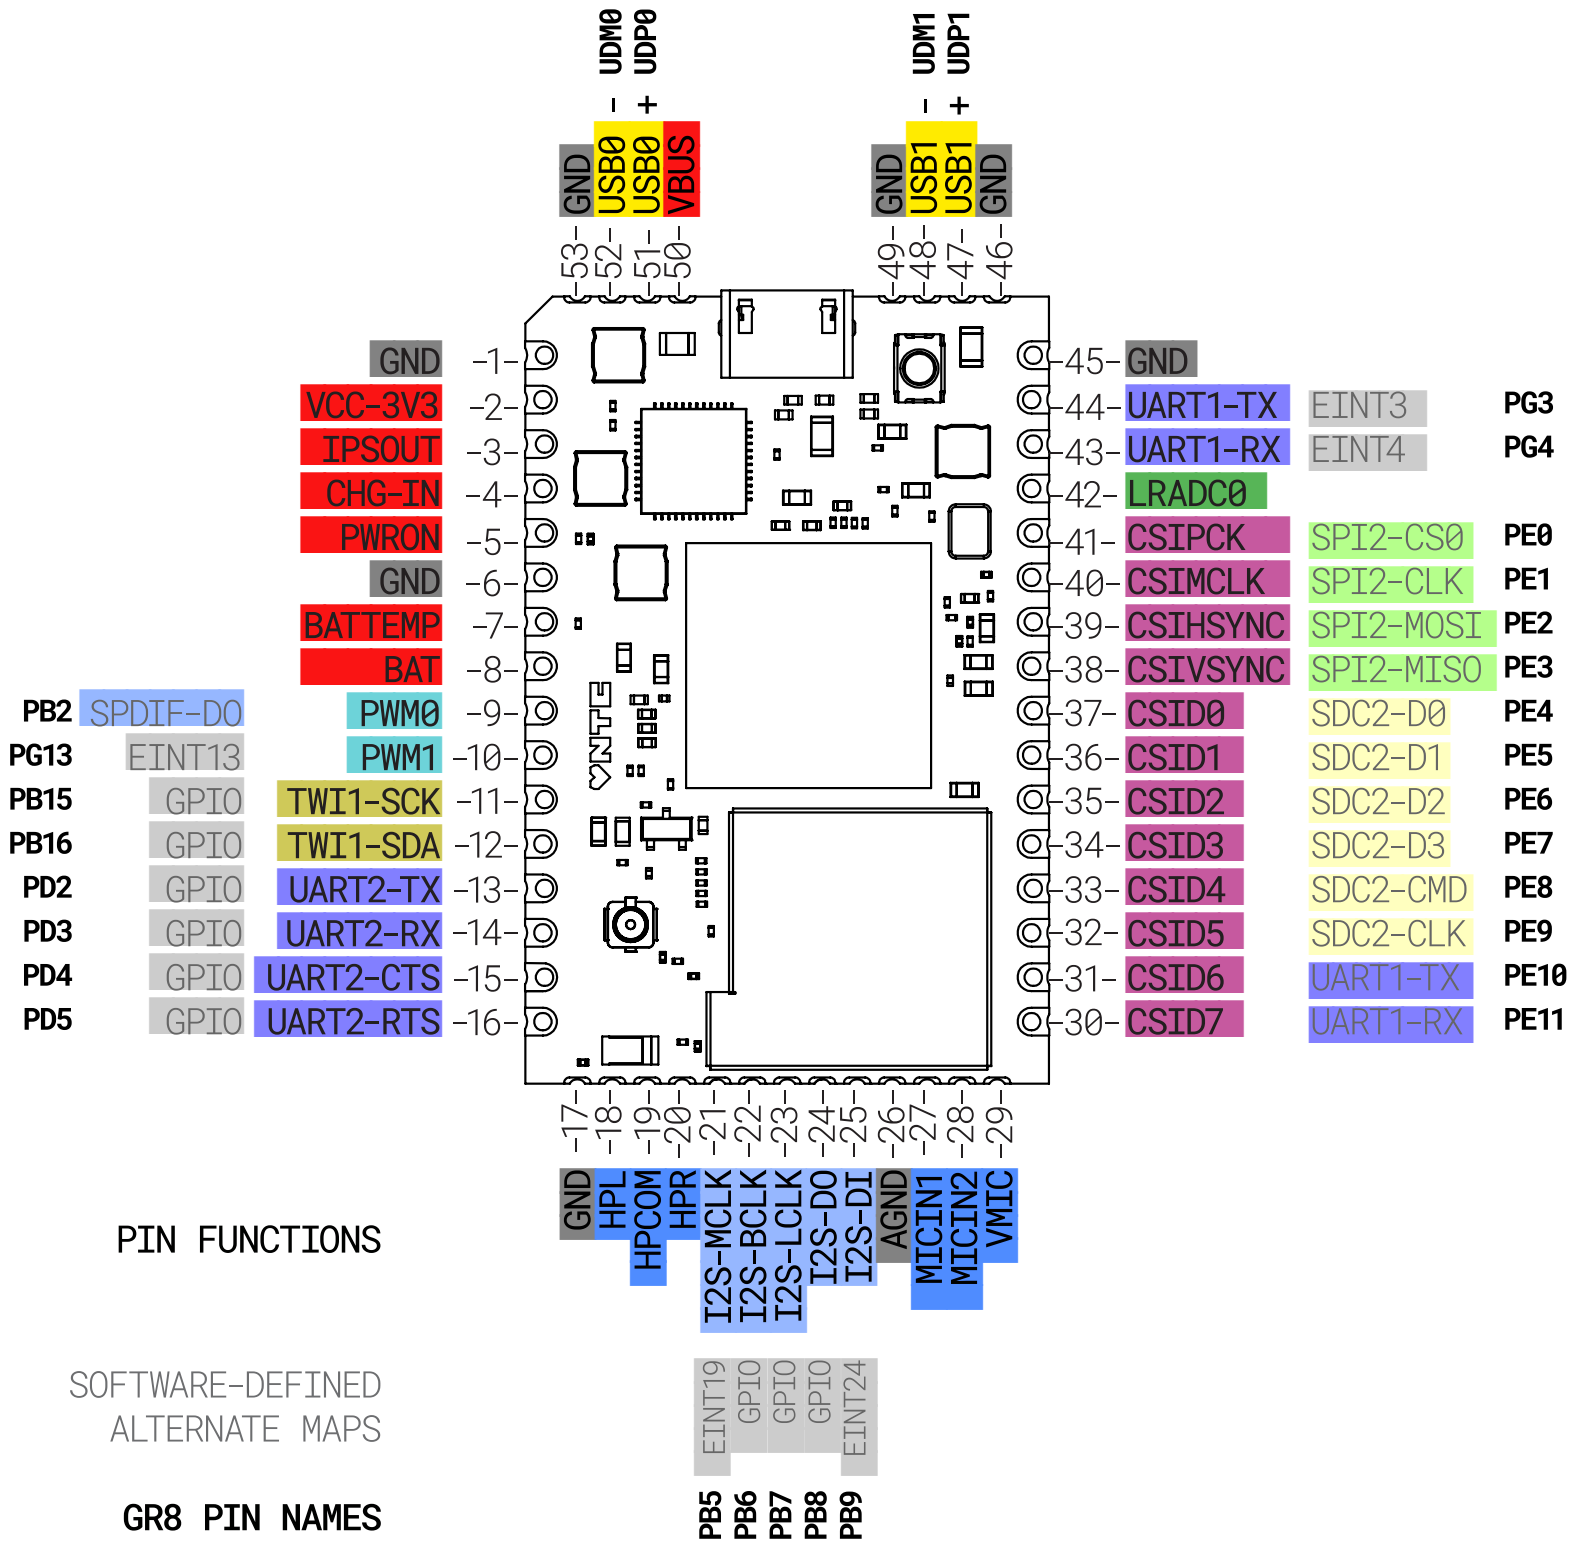 UDM0 UDP0 UDM1 UDP1
- + - +
GND USB0 USB0 VBUS GND USB1 USB1 GND
-53- -52- -51- -50- -49- -48- -47- -46-
GND -1- -45- GND
VCC-3V3 -2- -44- UART1-TX EINT3 PG3
IPSOUT -3- -43- UART1-RX EINT4 PG4
CHG-IN -4- -42- LRADC0
PWRON -5- -41- CSIPCK SPI2-CS0 PE0
GND -6- -40- CSIMCLK SPI2-CLK PE1
BATTEMP -7- -39- CSIHSYNC SPI2-MOSI PE2
BAT -8- -38- CSIVSYNC SPI2-MISO PE3
PB2 SPDIF-DO PWM0 -9- -37- CSID0 SDC2-D0 PE4
PG13 EINT13 PWM1 -10- -36- CSID1 SDC2-D1 PE5
PB15 GPIO TWI1-SCK -11- -35- CSID2 SDC2-D2 PE6
PB16 GPIO TWI1-SDA -12- -34- CSID3 SDC2-D3 PE7
PD2 GPIO UART2-TX -13- -33- CSID4 SDC2-CMD PE8
PD3 GPIO UART2-RX -14- -32- CSID5 SDC2-CLK PE9
PD4 GPIO UART2-CTS -15- -31- CSID6 UART1-TX PE10
PD5 GPIO UART2-RTS -16- -30- CSID7 UART1-RX PE11
NTC
-17- -18- -19- -20- -21- -22- -23- -24- -25- -26- -27- -28- -29-
GND HPL HPCOM HPR I2S-MCLK I2S-BCLK I2S-LCLK I2S-DO I2S-DI AGND MICIN1 MICIN2 VMIC
PIN FUNCTIONS
EINT19 GPIO GPIO GPIO EINT24
SOFTWARE-DEFINED
ALTERNATE MAPS
PB5 PB6 PB7 PB8 PB9
GR8 PIN NAMES